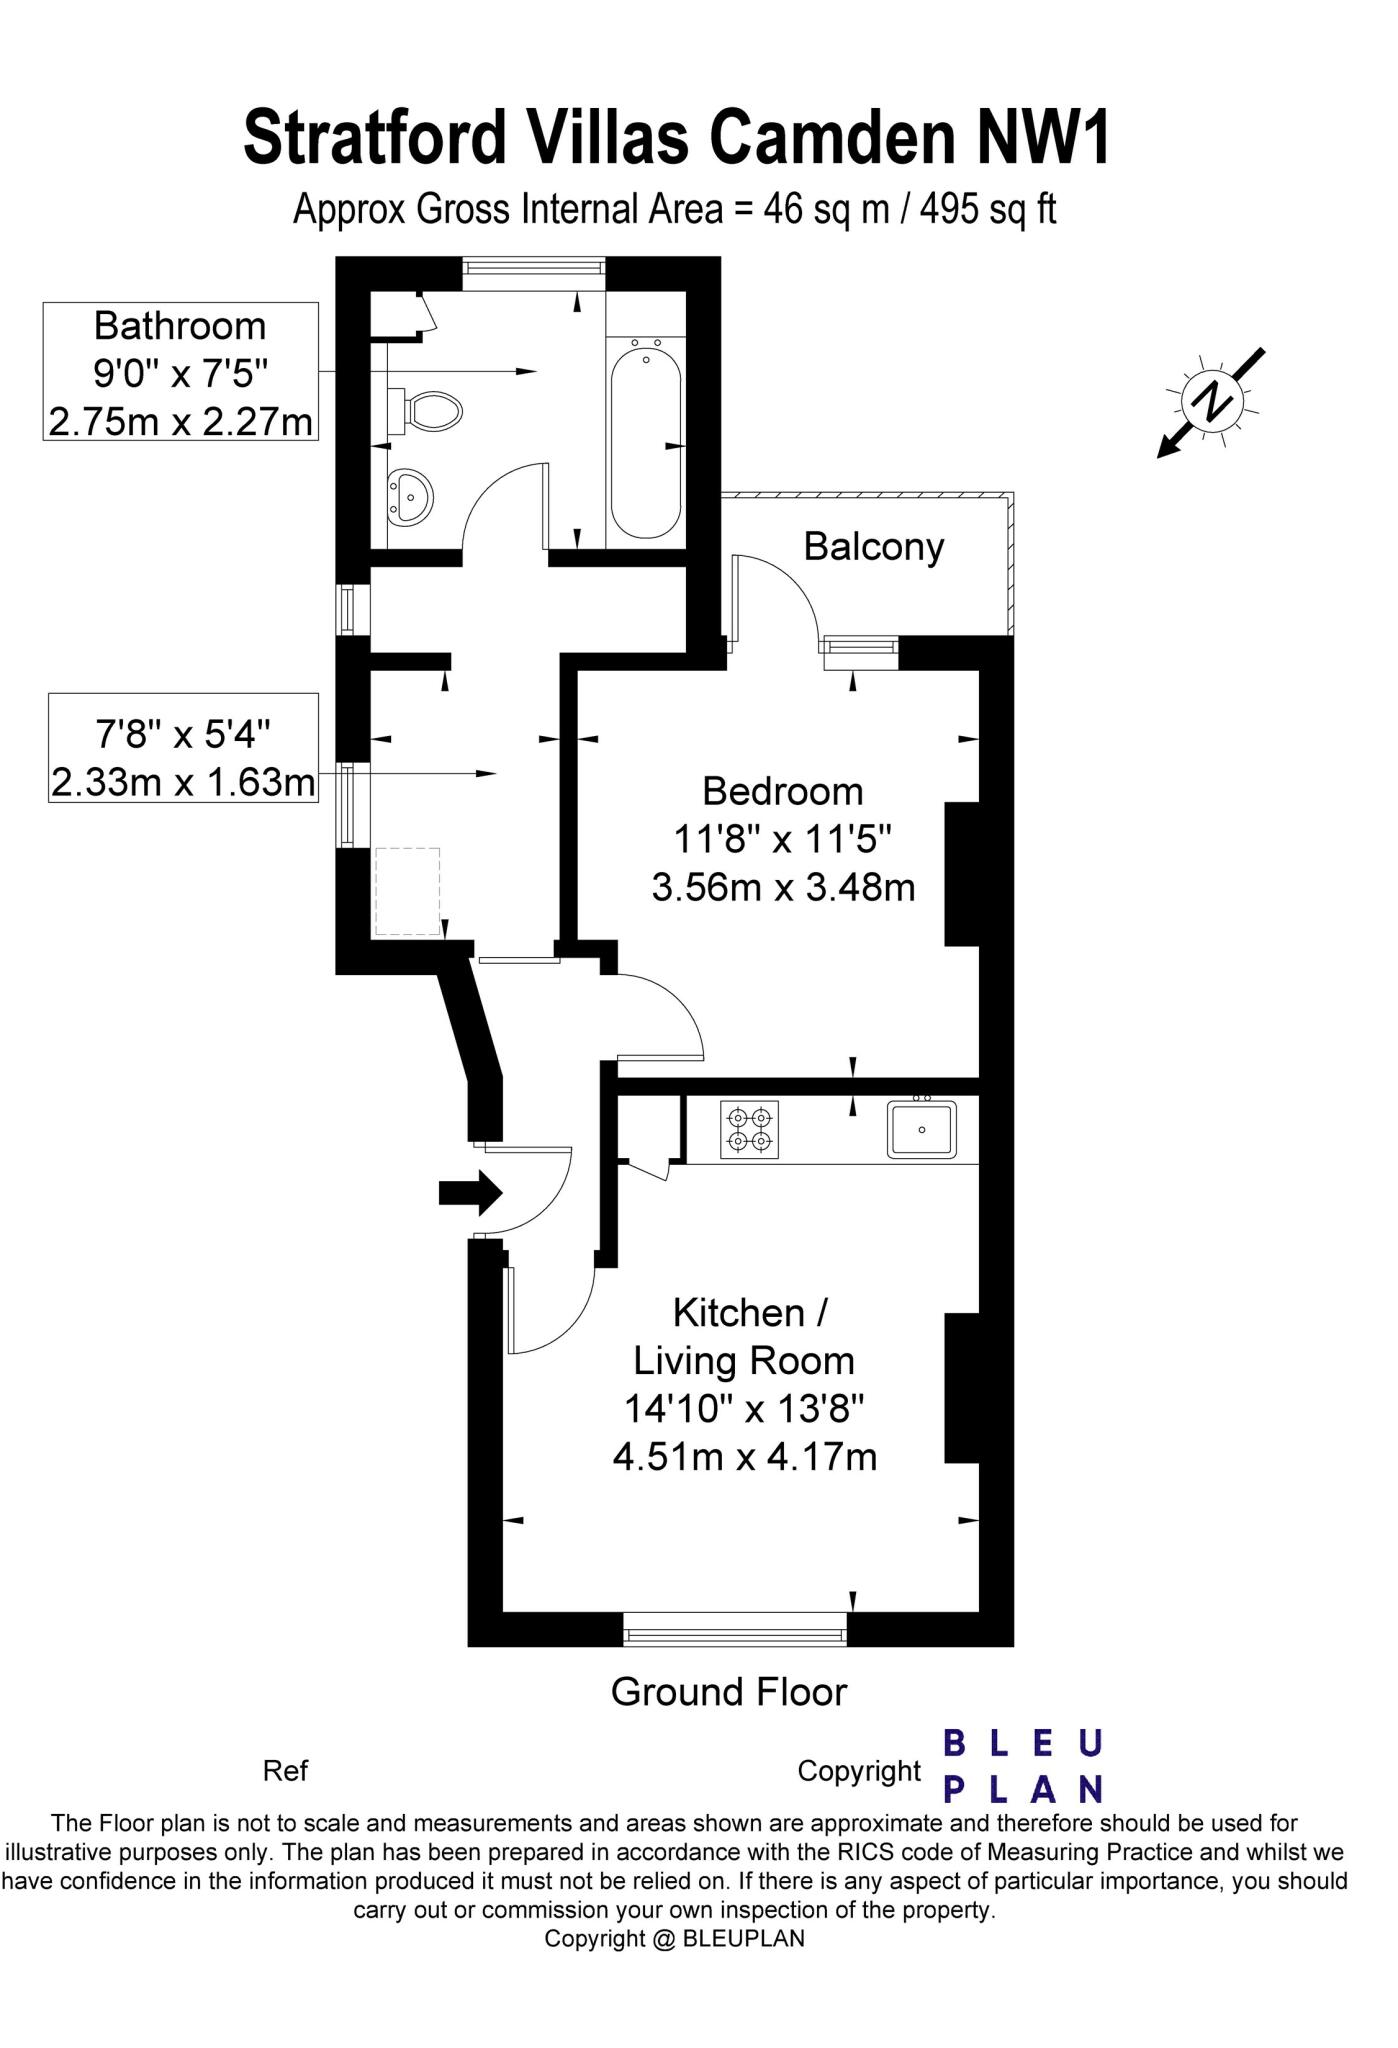 Stratford Villas Camden NW1
Approx Gross Internal Area = 46 sq m / 495 sq ft
Bathroom
9'0" x 7'5"
2.75m x 2.27m
N
Balcony
7'8" x 5'4"
2.33m x 1.63m
Bedroom
11'8" x 11'5"
3.56m x 3.48m
Kitchen /
Living Room
14'10" x 13'8"
4.51m x 4.17m
Ground Floor
Ref
Copyright
BLEU
PLAN
The Floor plan is not to scale and measurements and areas shown are approximate and therefore should be used for
illustrative purposes only. The plan has been prepared in accordance with the RICS code of Measuring Practice and whilst we
have confidence in the information produced it must not be relied on. If there is any aspect of particular importance, you should
carry out or commission your own inspection of the property.
Copyright @ BLEUPLAN